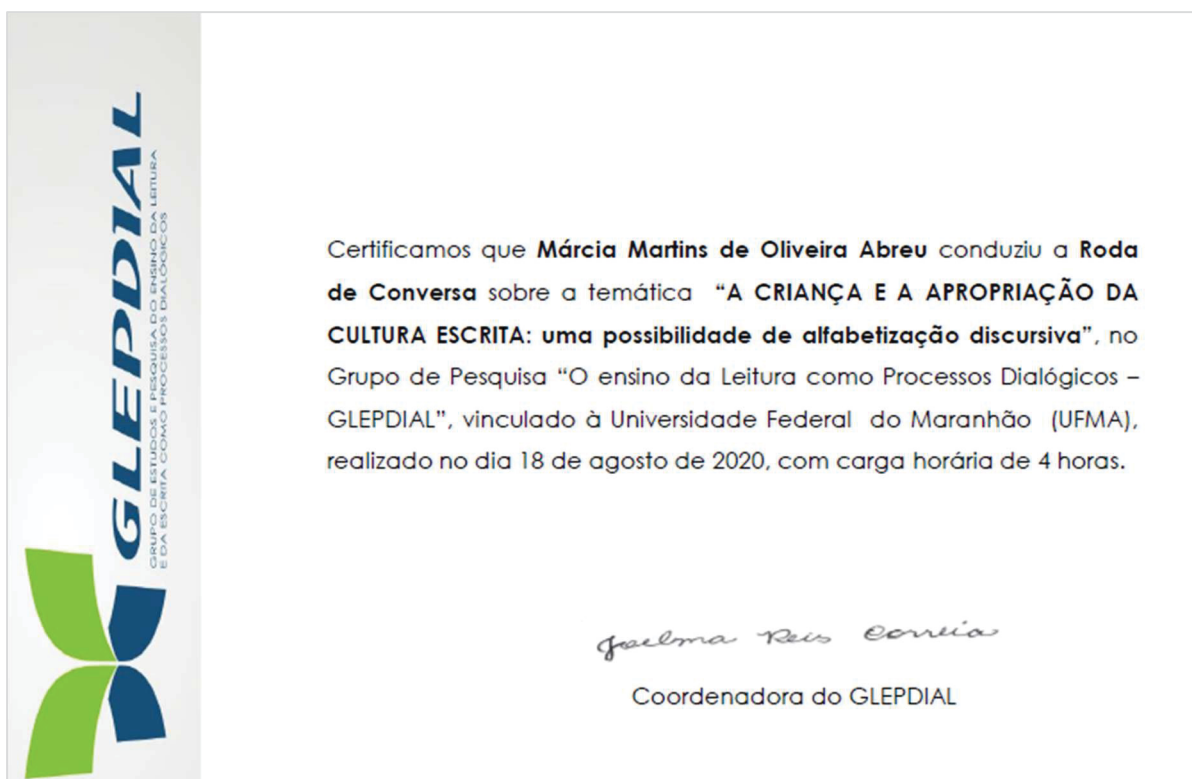 GLEPDIAL
GRUPO DE ESTUDOS E PESQUISA DO ENSINO DA LEITURA
E DA ESCRITA COMO PROCESSOS DIALÓGICOS
Certificamos que Márcia Martins de Oliveira Abreu conduziu a Roda
de Conversa sobre a temática “A CRIANÇA E A APROPRIAÇÃO DA
CULTURA ESCRITA: uma possibilidade de alfabetização discursiva”, no
Grupo de Pesquisa “O ensino da Leitura como Processos Dialógicos –
GLEPDIAL”, vinculado à Universidade Federal do Maranhão (UFMA),
realizado no dia 18 de agosto de 2020, com carga horária de 4 horas.
Joelma Reis Correia
Coordenadora do GLEPDIAL